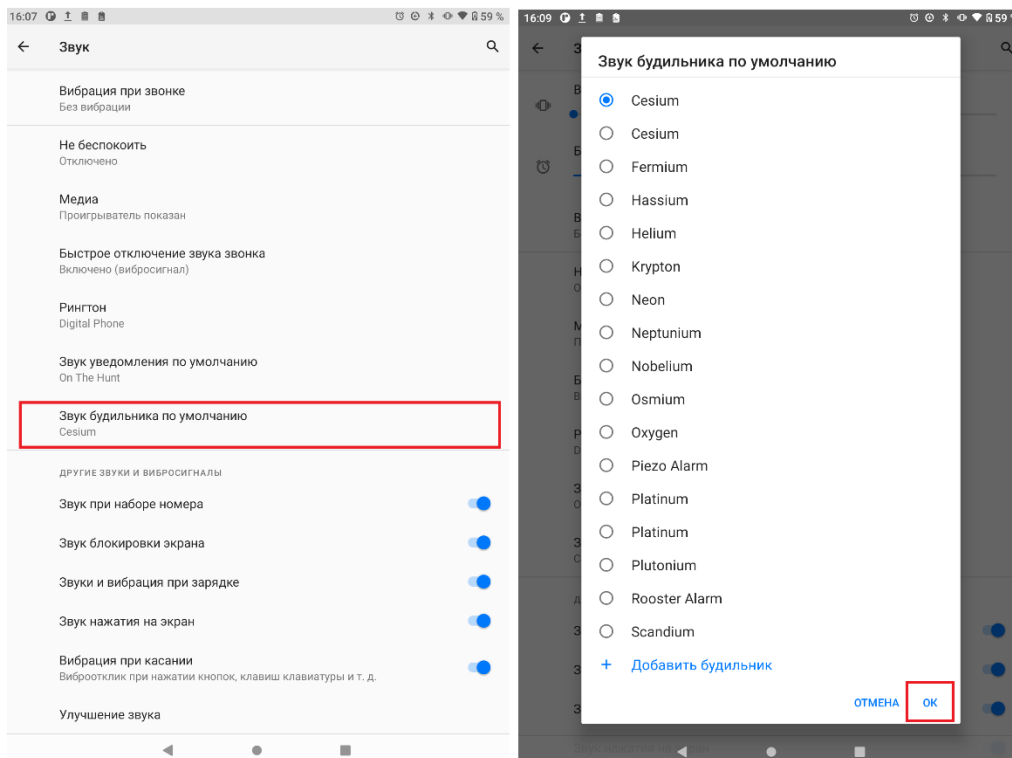 16:07
59 %
Звук
Вибрация при звонке
Без вибрации
Не беспокоить
Отключено
Медиа
Проигрыватель показан
Быстрое отключение звука звонка
Включено (вибросигнал)
Рингтон
Digital Phone
Звук уведомления по умолчанию
On The Hunt
Звук будильника по умолчанию
Cesium
ДРУГИЕ ЗВУКИ И ВИБРОСИГНАЛЫ
Звук при наборе номера
Звук блокировки экрана
Звуки и вибрация при зарядке
Звук нажатия на экран
Вибрация при касании
Виброотклик при нажатии кнопок, клавиш клавиатуры и т. д.
Улучшение звука
16:09
59
Звук будильника по умолчанию
Cesium
Cesium
Fermium
Hassium
Helium
Krypton
Neon
Neptunium
Nobelium
Osmium
Oxygen
Piezo Alarm
Platinum
Platinum
Plutonium
Rooster Alarm
Scandium
+ Добавить будильник
ОТМЕНА ОК
Звук нажатия на экран